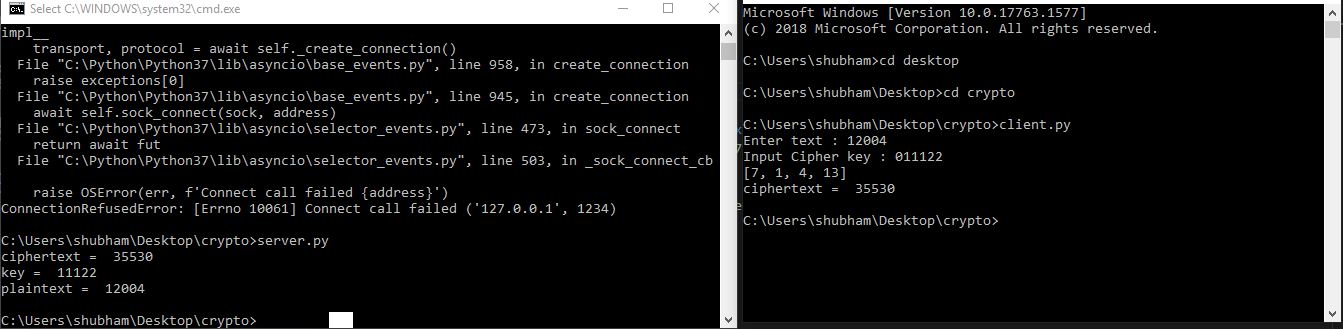 Select C:\WINDOWS\system32\cmd.exe
impl__
    transport, protocol = await self._create_connection()
  File "C:\Python\Python37\lib\asyncio\base_events.py", line 958, in create_connection
    raise exceptions[0]
  File "C:\Python\Python37\lib\asyncio\base_events.py", line 945, in create_connection
    await self.sock_connect(sock, address)
  File "C:\Python\Python37\lib\asyncio\selector_events.py", line 473, in sock_connect
    return await fut
  File "C:\Python\Python37\lib\asyncio\selector_events.py", line 503, in _sock_connect_cb
    raise OSError(err, f'Connect call failed {address}')
ConnectionRefusedError: [Errno 10061] Connect call failed ('127.0.0.1', 1234)
C:\Users\shubham\Desktop\crypto>server.py
ciphertext =  35530
key =  11122
plaintext =  12004
C:\Users\shubham\Desktop\crypto>
Microsoft Windows [Version 10.0.17763.1577]
(c) 2018 Microsoft Corporation. All rights reserved.
C:\Users\shubham>cd desktop
C:\Users\shubham\Desktop>cd crypto
C:\Users\shubham\Desktop\crypto>client.py
Enter text : 12004
Input Cipher key : 011122
[7, 1, 4, 13]
ciphertext =  35530
C:\Users\shubham\Desktop\crypto>